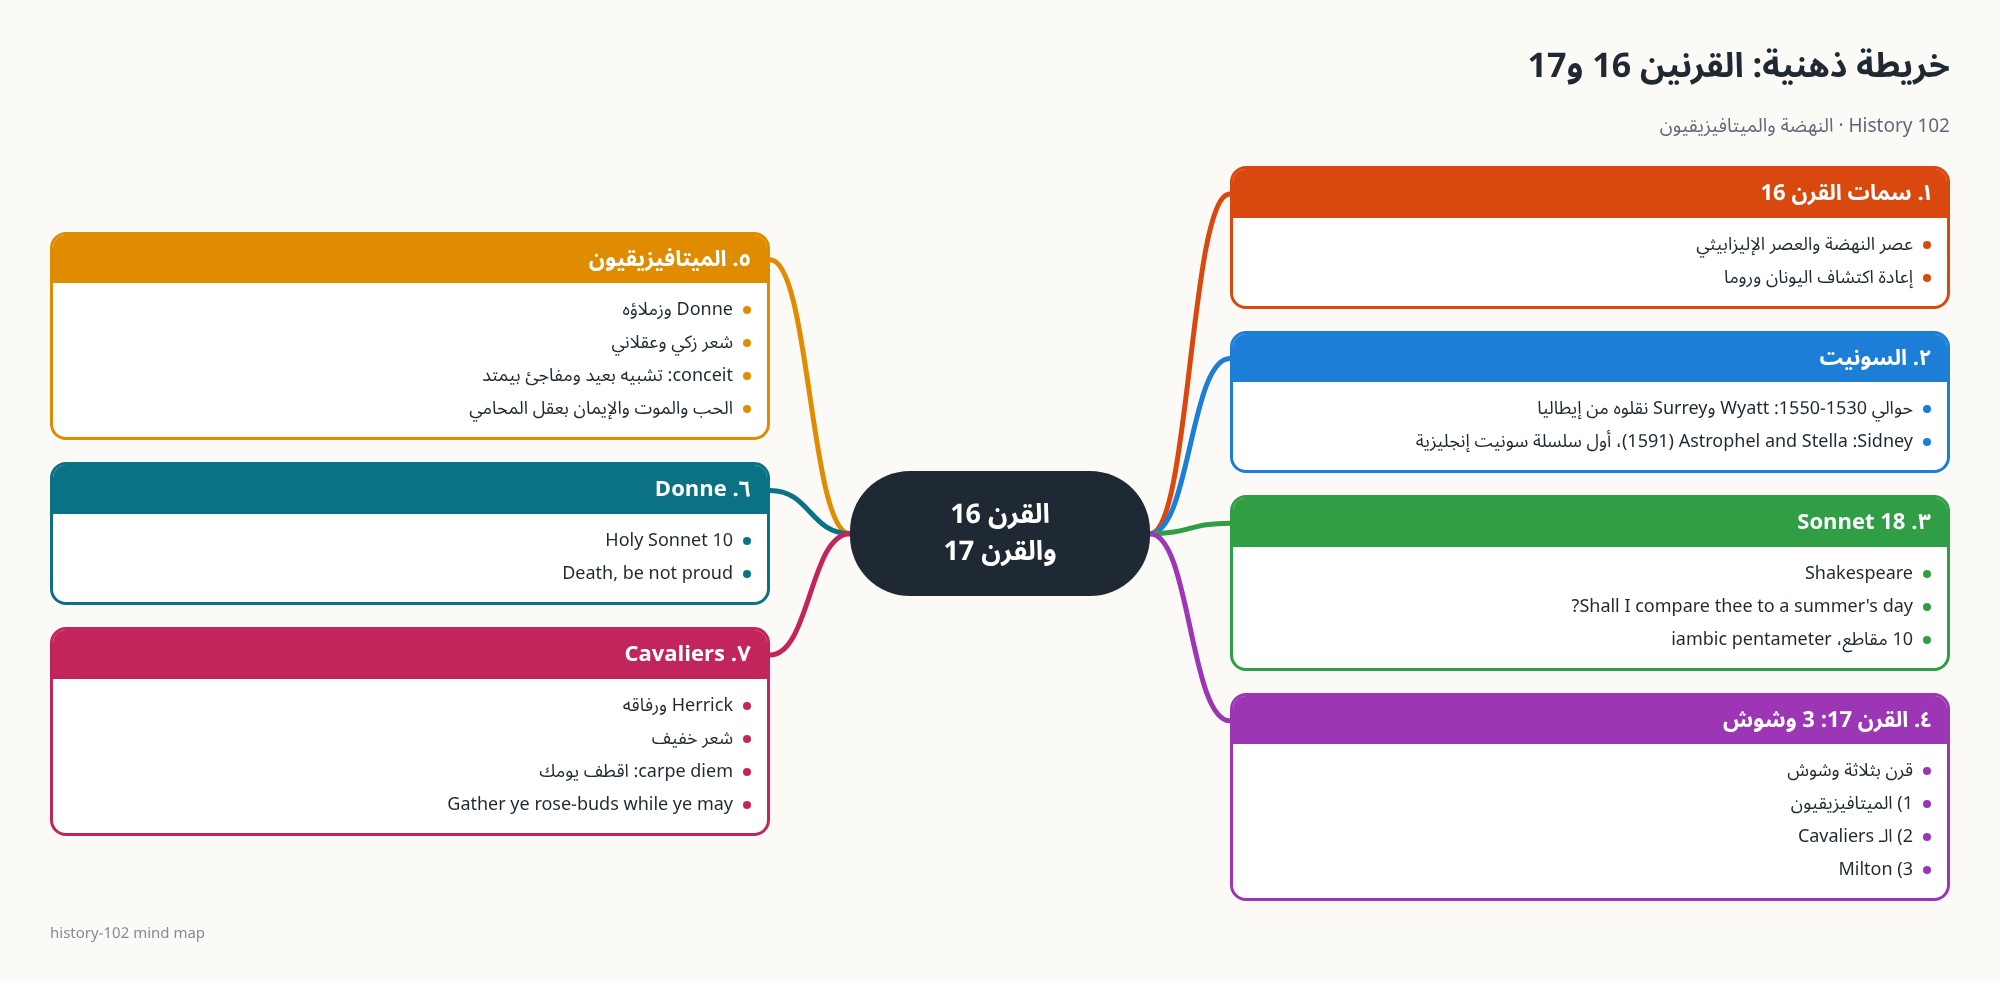 خريطة ذهنية: القرنين 16 و17
History 102 · النهضة والميتافيزيقيون
١. سمات القرن 16
عصر النهضة والعصر الإليزابيثي
إعادة اكتشاف اليونان وروما
٢. السونيت
حوالي 1530-1550: Wyatt وSurrey نقلوه من إيطاليا
Sidney: Astrophel and Stella (1591)، أول سلسلة سونيت إنجليزية
٣. Sonnet 18
Shakespeare
Shall I compare thee to a summer's day?
10 مقاطع، iambic pentameter
٤. القرن 17: 3 وشوش
قرن بثلاثة وشوش
1) الميتافيزيقيون
2) الـ Cavaliers
3) Milton
القرن 16
والقرن 17
٥. الميتافيزيقيون
Donne وزملاؤه
شعر زكي وعقلاني
conceit: تشبيه بعيد ومفاجئ بيمتد
الحب والموت والإيمان بعقل المحامي
٦. Donne
Holy Sonnet 10
Death, be not proud
٧. Cavaliers
Herrick ورفاقه
شعر خفيف
carpe diem: اقطف يومك
Gather ye rose-buds while ye may
history-102 mind map